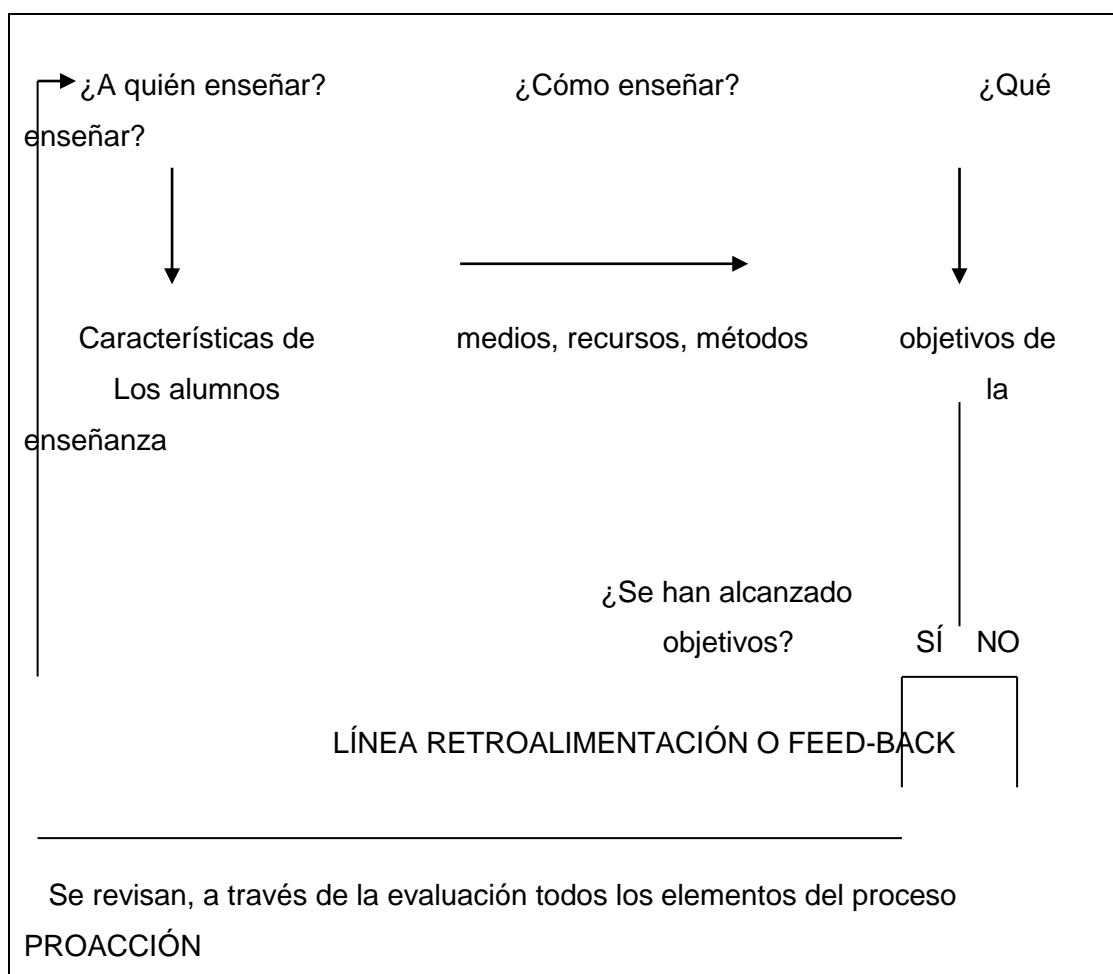 ¿A quién enseñar? ¿Cómo enseñar? ¿Qué
enseñar?
Características de medios, recursos, métodos objetivos de
Los alumnos la
enseñanza
¿Se han alcanzado
objetivos? SÍ NO
LÍNEA RETROALIMENTACIÓN O FEED-BACK
Se revisan, a través de la evaluación todos los elementos del proceso
PROACCIÓN